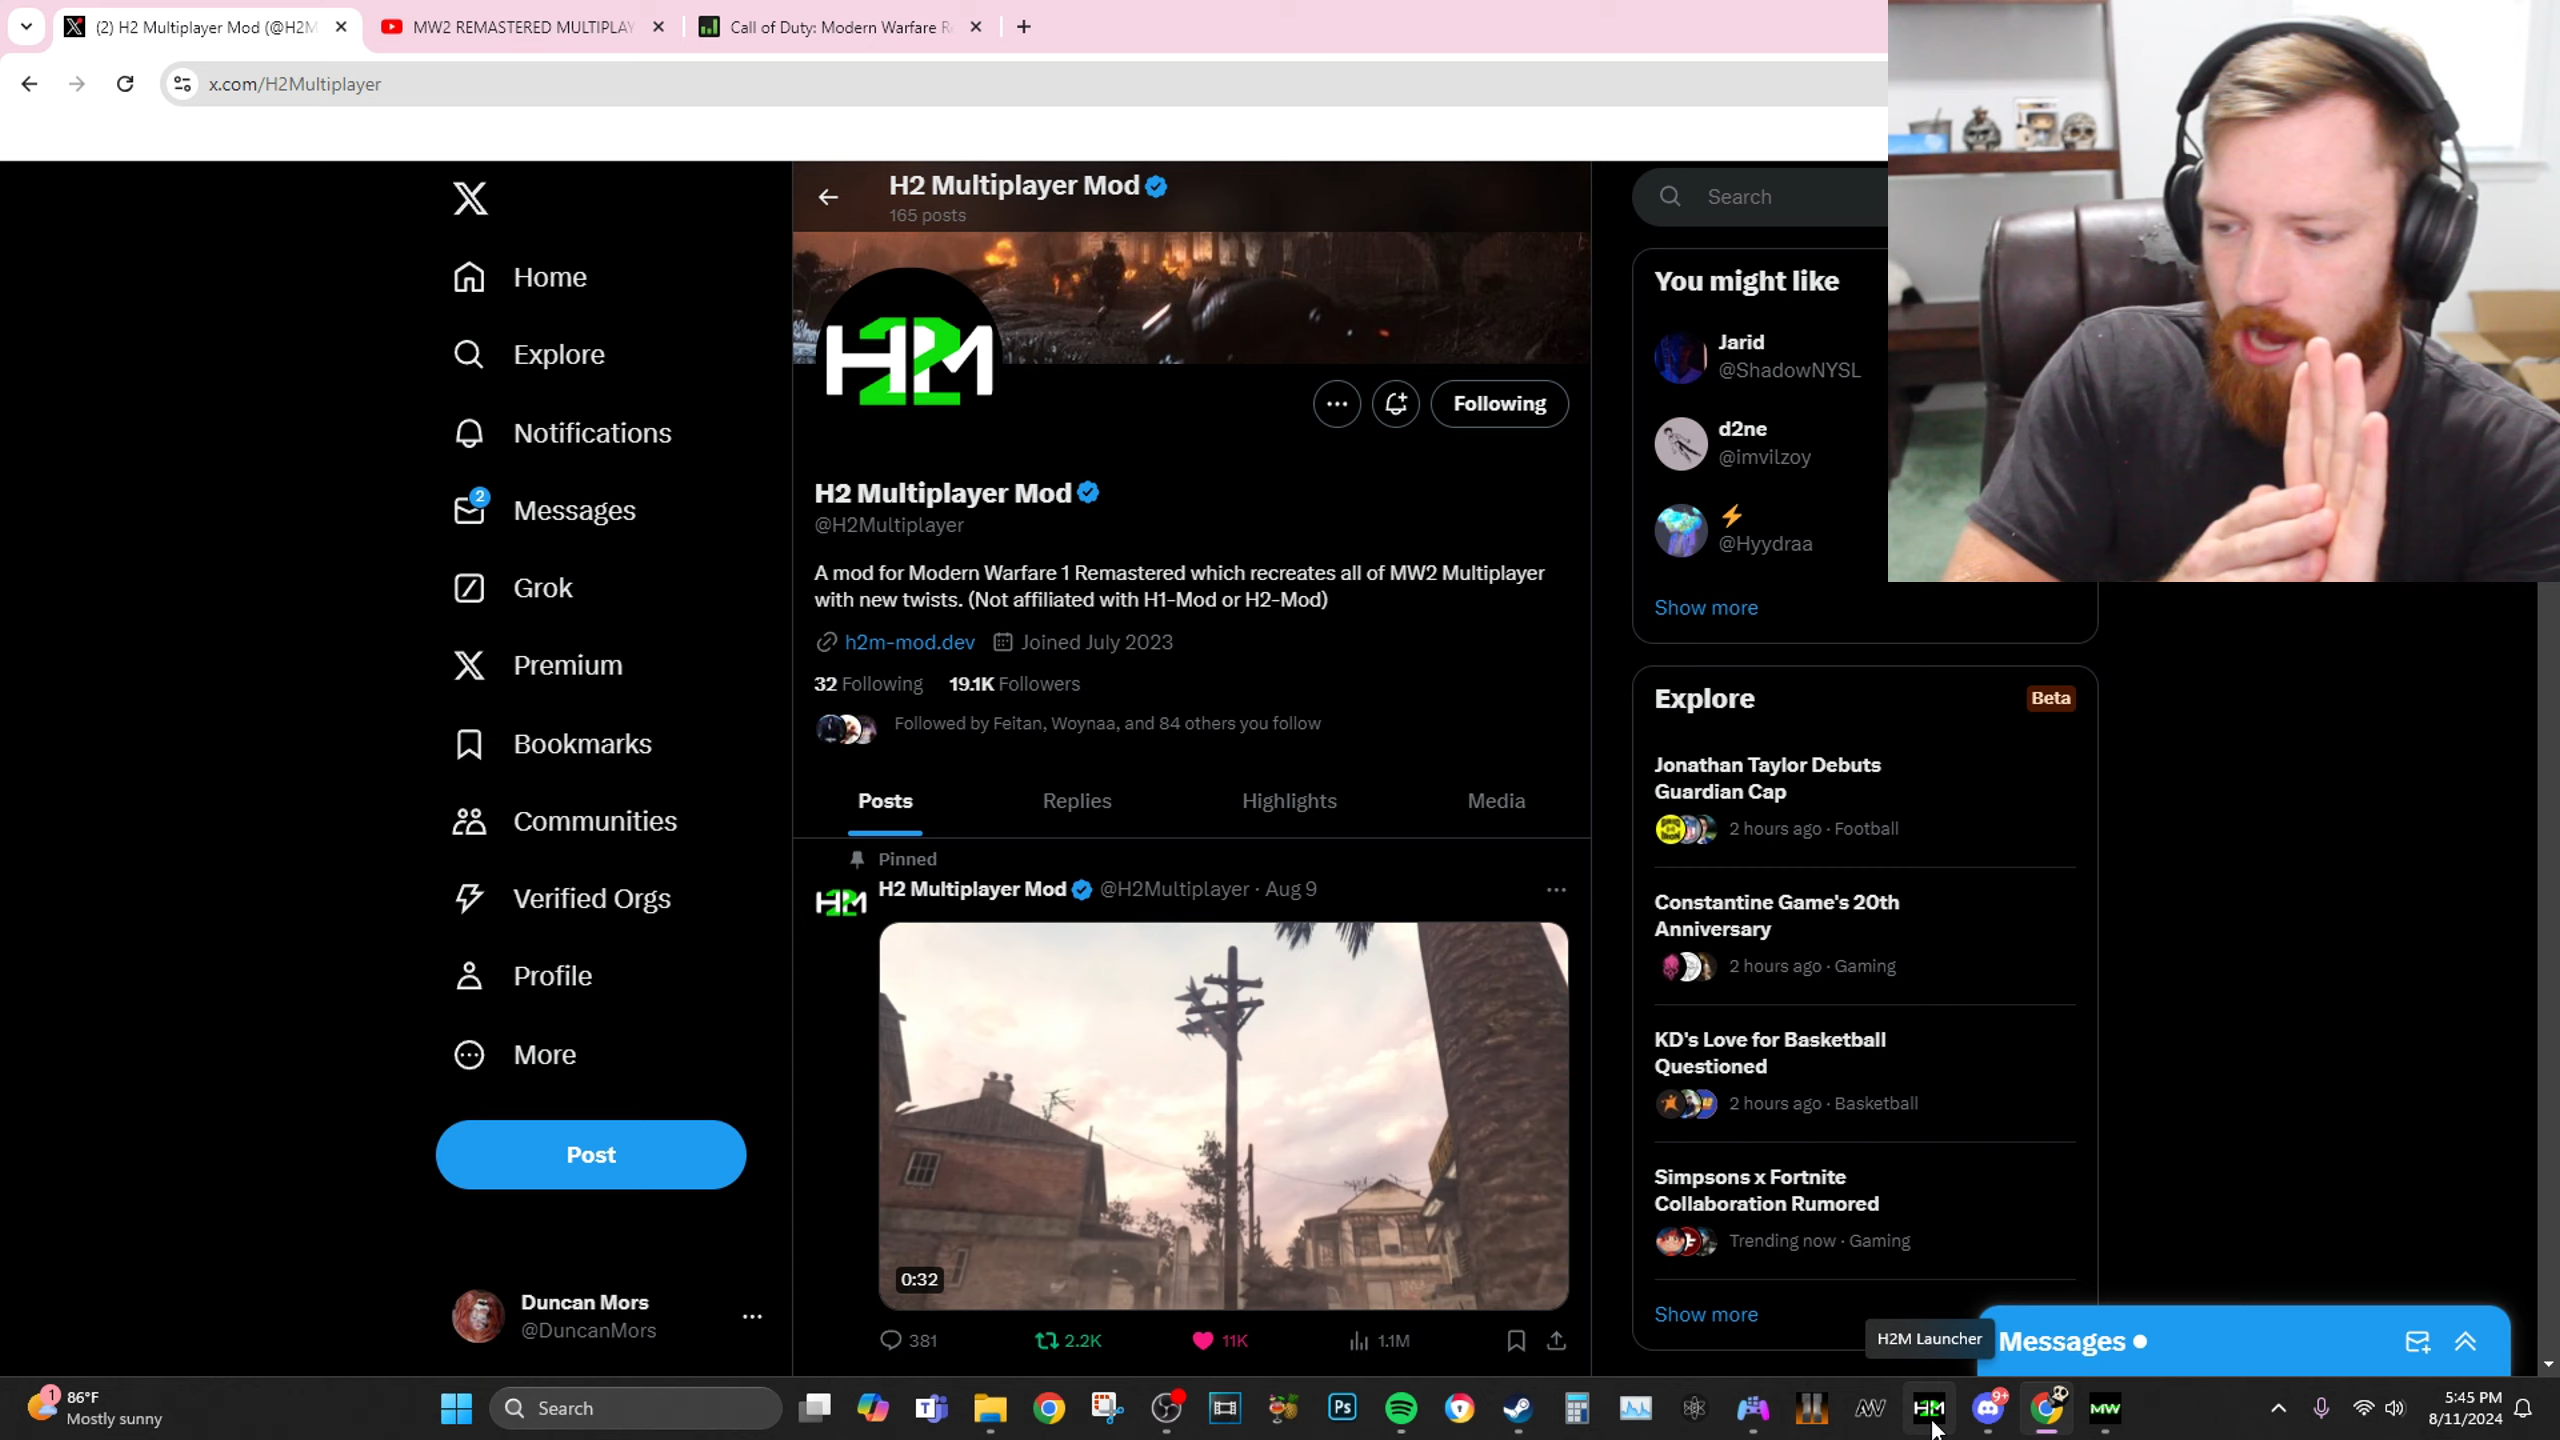 (2) H2 Multiplayer Mod (@H2M
MW2 REMASTERED MULTIPLAY
Call of Duty: Modern Warfare R
x.com/H2Multiplayer
H2 Multiplayer Mod
165 posts
Search
Home
Explore
Notifications
2
Messages
Grok
Premium
Bookmarks
Communities
Verified Orgs
Profile
More
Post
Duncan Mors
@DuncanMors
H2M
Following
H2 Multiplayer Mod
@H2Multiplayer
A mod for Modern Warfare 1 Remastered which recreates all of MW2 Multiplayer
with new twists. (Not affiliated with H1-Mod or H2-Mod)
h2m-mod.dev Joined July 2023
32 Following 19.1K Followers
Followed by Feitan, Woynaa, and 84 others you follow
Posts Replies Highlights Media
Pinned
H2M
H2 Multiplayer Mod @H2Multiplayer · Aug 9
0:32
381 2.2K 11K 1.1M
You might like
Jarid
@ShadowNYSL
d2ne
@imvilzoy
@Hyydraa
Show more
Explore Beta
Jonathan Taylor Debuts
Guardian Cap
2 hours ago · Football
Constantine Game's 20th
Anniversary
2 hours ago · Gaming
KD's Love for Basketball
Questioned
2 hours ago · Basketball
Simpsons x Fortnite
Collaboration Rumored
Trending now · Gaming
Show more
H2M Launcher
Messages
1
86°F
Mostly sunny
Search
Ps
AV
H2M
9+
MW
5:45 PM
8/11/2024